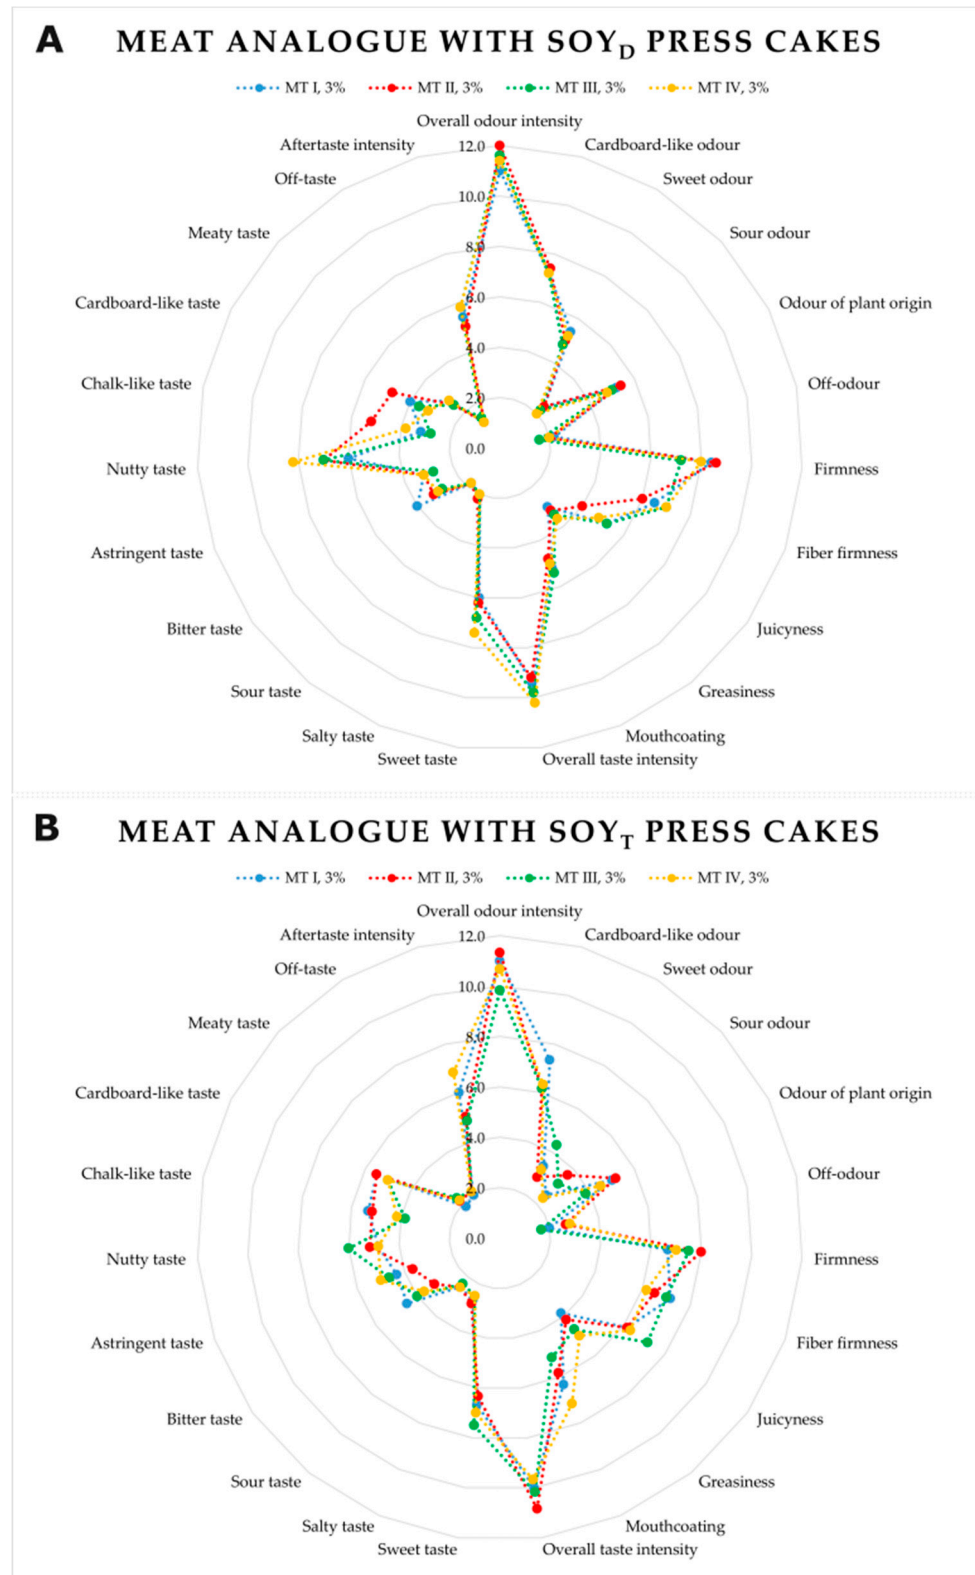 A MEAT ANALOGUE WITH SOY_D PRESS CAKES
MT I, 3% MT II, 3% MT III, 3% MT IV, 3%
Overall odour intensity
Aftertaste intensity 12.0 Cardboard-like odour
Off-taste Sweet odour
10.0
Meaty taste Sour odour
8.0
Cardboard-like taste 6.0 Odour of plant origin
4.0
Chalk-like taste Off-odour
2.0
0.0
Nutty taste Firmness
Astringent taste Fiber firmness
Bitter taste Juicyness
Sour taste Greasiness
Salty taste Mouthcoating
Sweet taste Overall taste intensity
B MEAT ANALOGUE WITH SOY_T PRESS CAKES
MT I, 3% MT II, 3% MT III, 3% MT IV, 3%
Overall odour intensity
Aftertaste intensity 12.0 Cardboard-like odour
Off-taste Sweet odour
10.0
Meaty taste Sour odour
8.0
Cardboard-like taste 6.0 Odour of plant origin
4.0
Chalk-like taste Off-odour
2.0
0.0
Nutty taste Firmness
Astringent taste Fiber firmness
Bitter taste Juicyness
Sour taste Greasiness
Salty taste Mouthcoating
Sweet taste Overall taste intensity